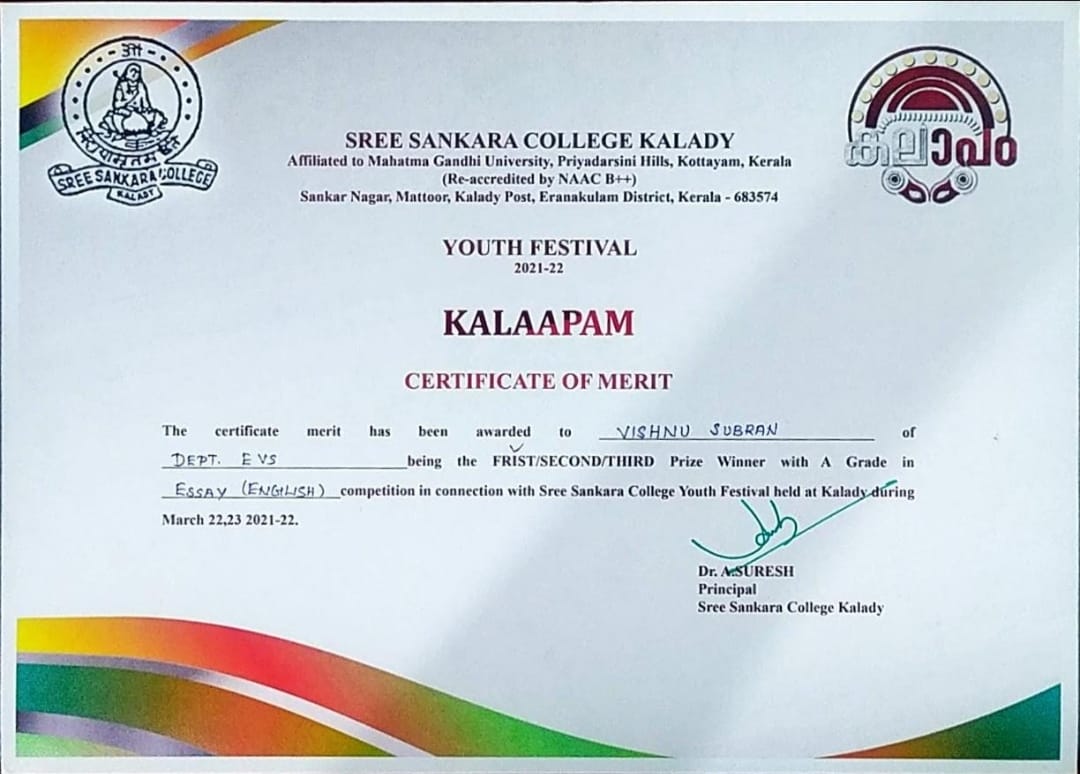 ഓം
SREE SANKARA COLLEGE
KALADY
കലാപം
SREE SANKARA COLLEGE KALADY
Affiliated to Mahatma Gandhi University, Priyadarsini Hills, Kottayam, Kerala
(Re-accredited by NAAC B++)
Sankar Nagar, Mattoor, Kalady Post, Eranakulam District, Kerala - 683574
YOUTH FESTIVAL
2021-22
KALAAPAM
CERTIFICATE OF MERIT
The certificate merit has been awarded to VISHNU SUBRAN of
DEPT. EVS being the FRIST/SECOND/THIRD Prize Winner with A Grade in
ESSAY (ENGLISH) competition in connection with Sree Sankara College Youth Festival held at Kalady during
March 22,23 2021-22.
Dr. A.SURESH
Principal
Sree Sankara College Kalady